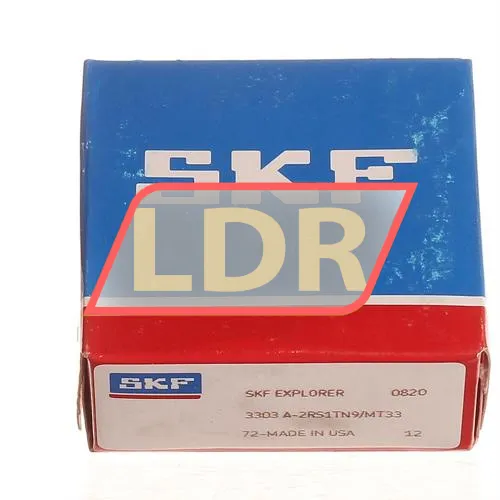 SKF
LDR
SKF
SKF EXPLORER 0820
3303 A-2RS1TN9/MT33
72-MADE IN USA 12